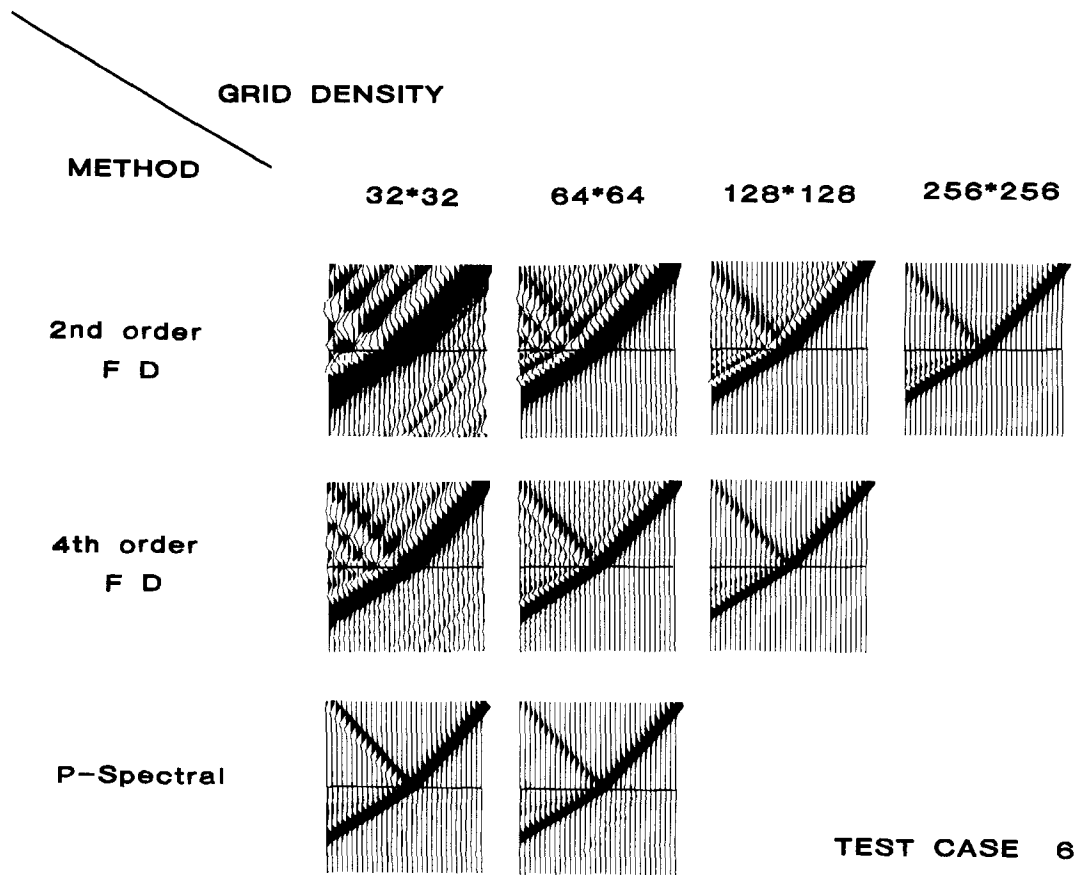 GRID DENSITY
METHOD
32*32 64*64 128*128 256*256
2nd order
F D
4th order
F D
P-Spectral
TEST CASE 6